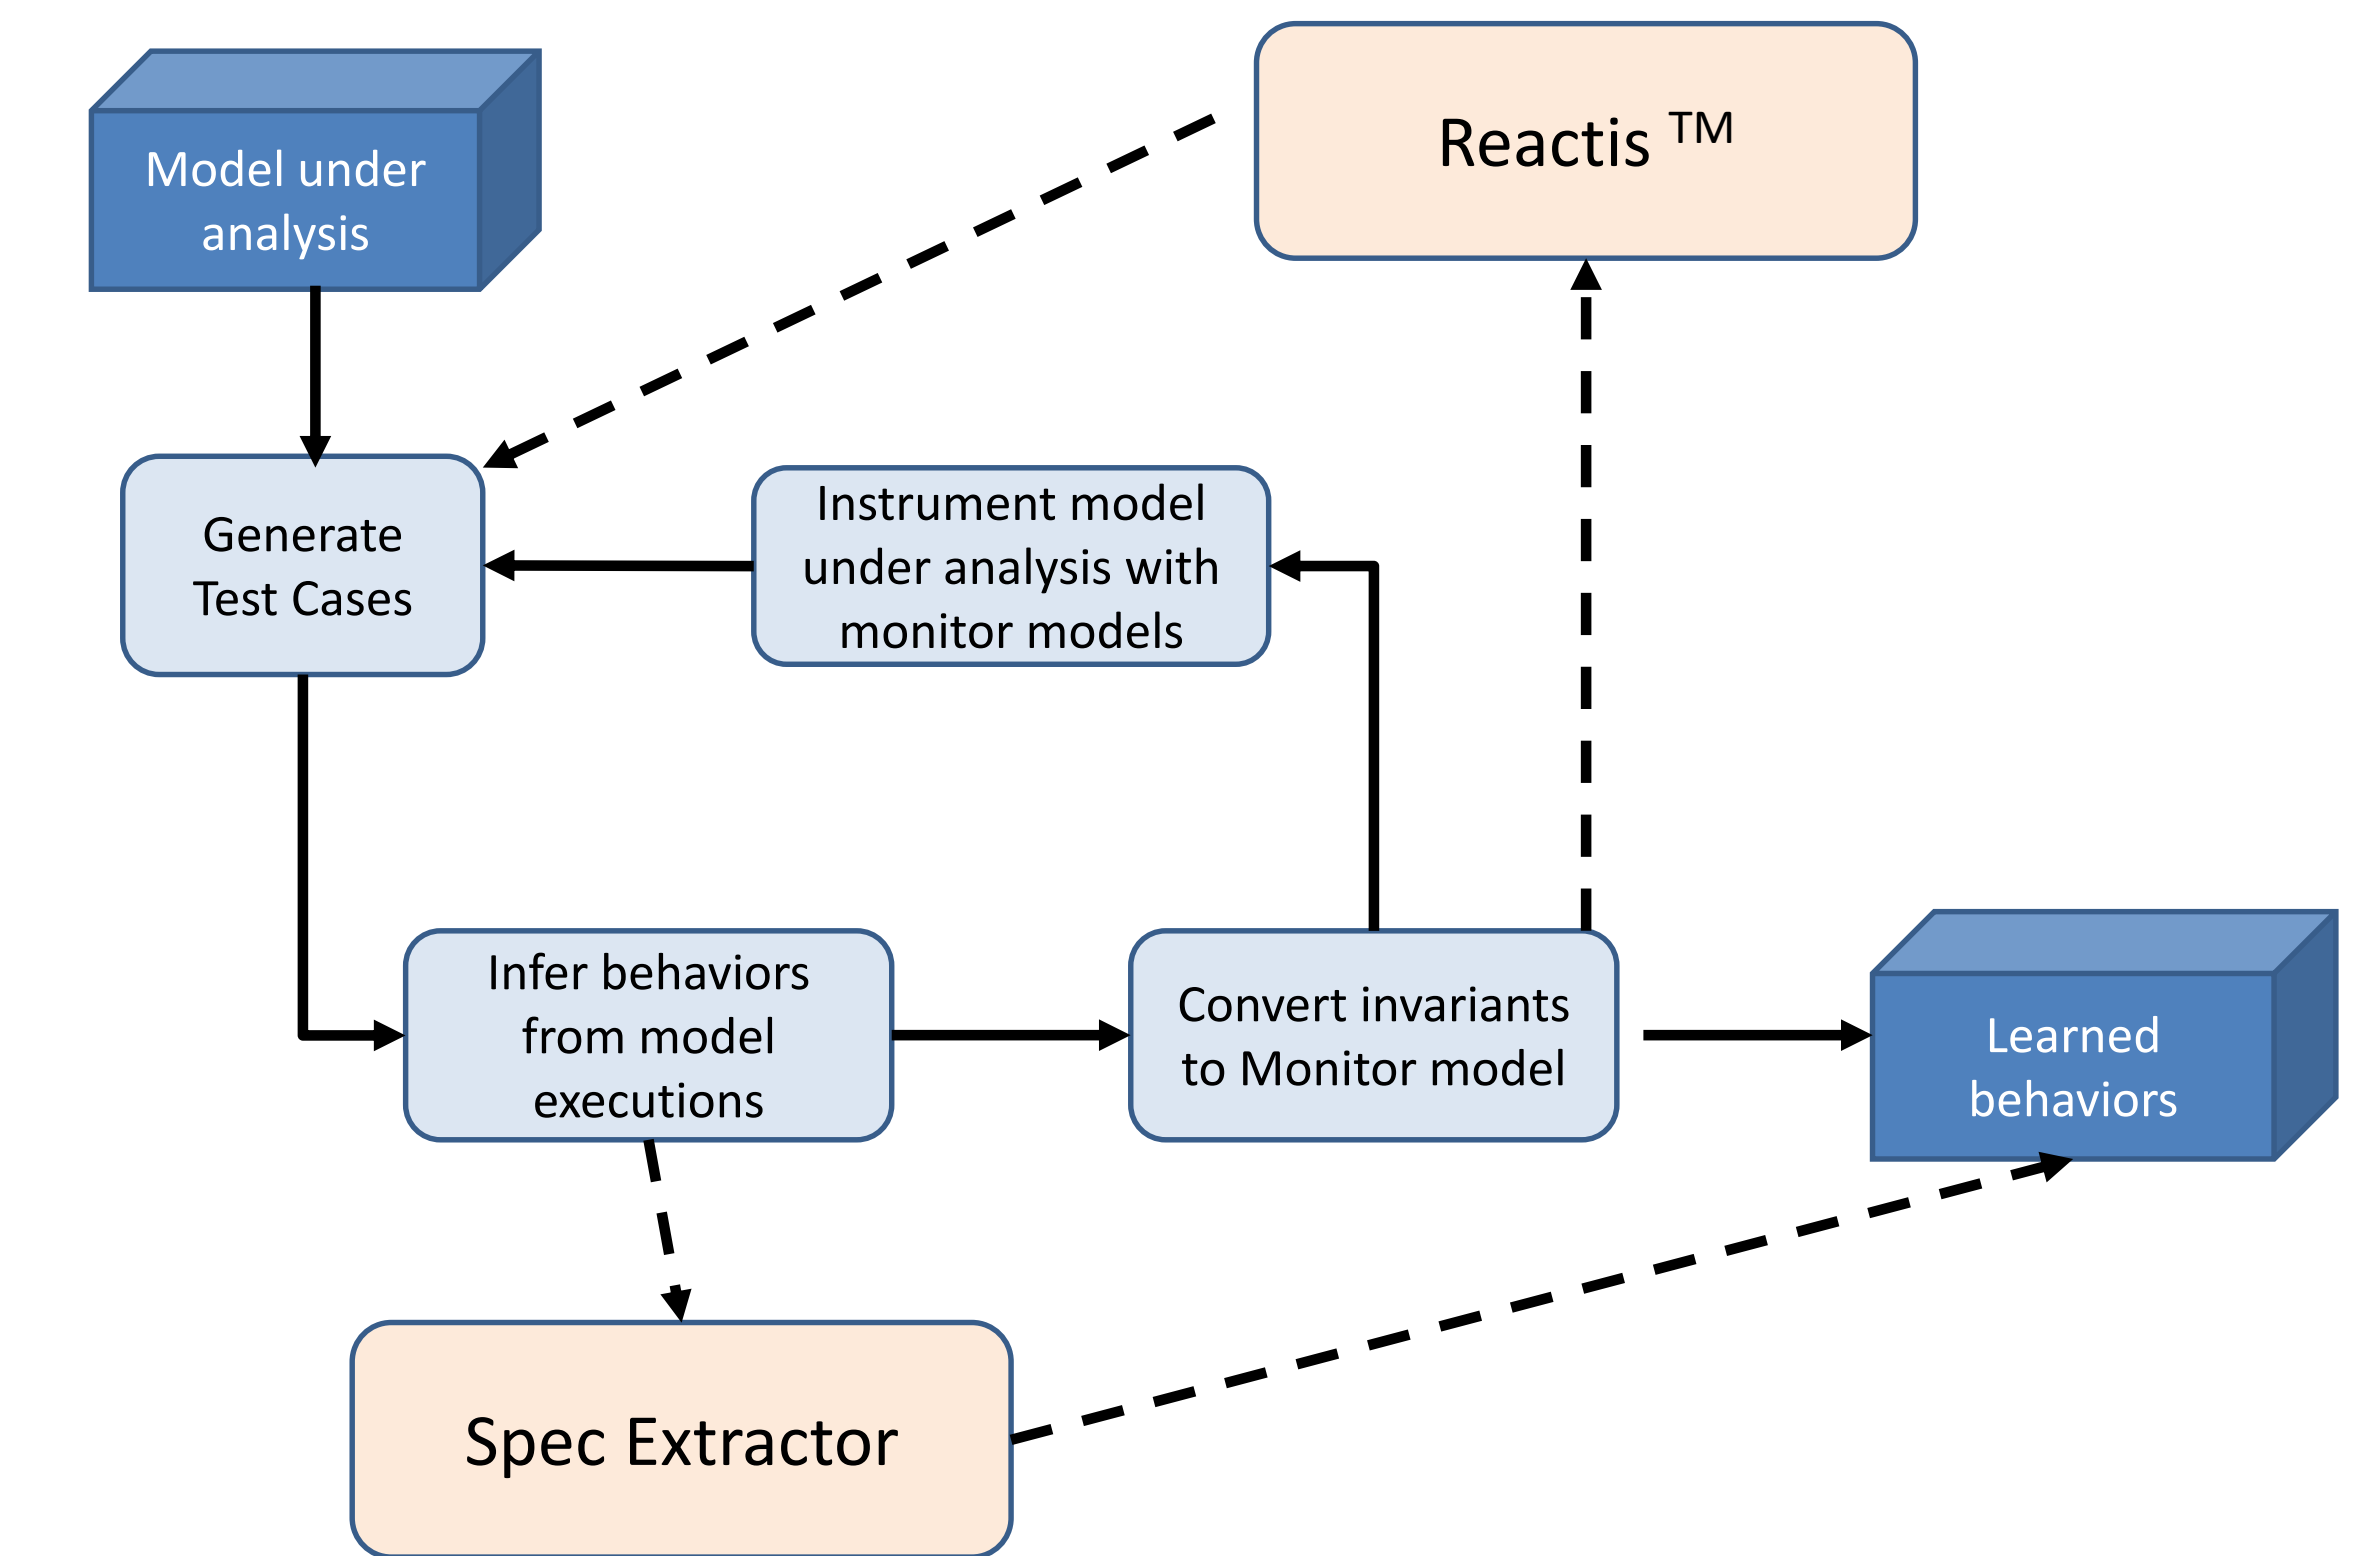 Model under
analysis
Reactis TM
Generate
Test Cases
Instrument model
under analysis with
monitor models
Infer behaviors
from model
executions
Convert invariants
to Monitor model
Learned
behaviors
Spec Extractor